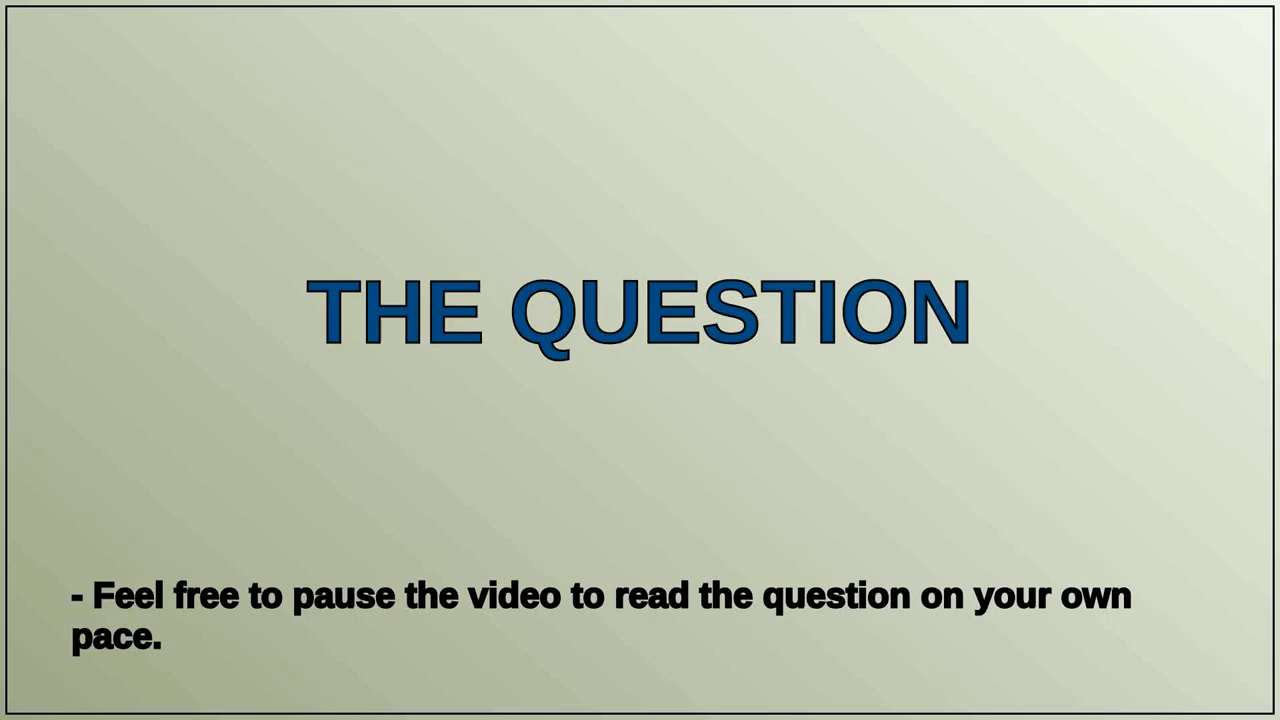 THE QUESTION
- Feel free to pause the video to read the question on your own
pace.